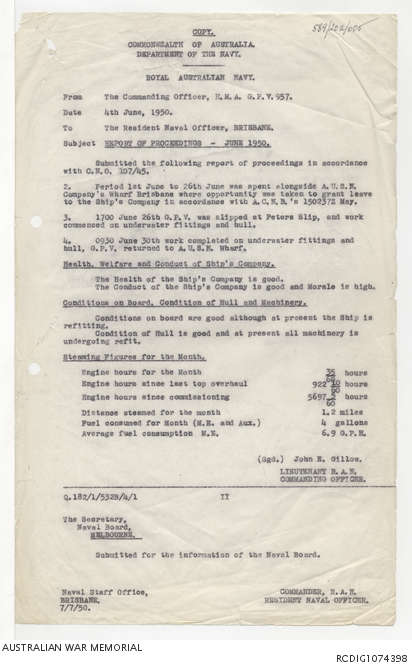 COPY.
COMMONWEALTH OF AUSTRALIA.
DEPARTMENT OF THE NAVY.
ROYAL AUSTRALIAN NAVY.
From The Commanding Officer, H.M.A. G.P.V.957.
Date 4th June, 1950.
To The Resident Naval Officer, BRISBANE.
Subject REPORT OF PROCEEDINGS - JUNE 1950.
Submitted the following report of proceedings in accordance
with C.N.O. 107/45.
2. Period 1st June to 26th June was spent alongside A.U.S.N
Company's Wharf Brisbane where opportunity was taken to grant leave
to the Ship's Company in accordance with A.C.N.B.'s 150237Z May.
3. 1700 June 26th G.P.V. was slipped at Peters Slip, and work
commenced on underwater fittings and hull.
4. 0930 June 30th work completed on underwater fittings and
hull, G.P.V. returned to A.U.S.N. Wharf.
Health, Welfare and Conduct of Ship's Company.
The Health of the Ship's Company is good.
The Conduct of the Ship's Company is good and Morale is high.
Conditions on Board, Condition of Hull and Machinery.
Conditions on board are good although at present the Ship is
refitting.
Condition of Hull is good and at present all machinery is
undergoing refit.
Steaming Figures for the Month.
Engine hours for the Month 35 hours
Engine hours since last top overhaul 922 hours
Engine hours since commissioning 5697 hours
Distance steamed for the month 1.2 miles
Fuel consumed for Month (M.E. and Aux.) 4 gallons
Average fuel consumption M.E. 6.9 G.P.H.
(Sgd.) John E. Gillow.
LIEUTENANT R.A.N.
COMMANDING OFFICER.
Q.182/1/532B/4/1 II
The Secretary,
Naval Board,
MELBOURNE.
Submitted for the information of the Naval Board.
Naval Staff Office, COMMANDER, R.A.N.
BRISBANE. RESIDENT NAVAL OFFICER.
7/7/50.
AUSTRALIAN WAR MEMORIAL RCDIG1074398